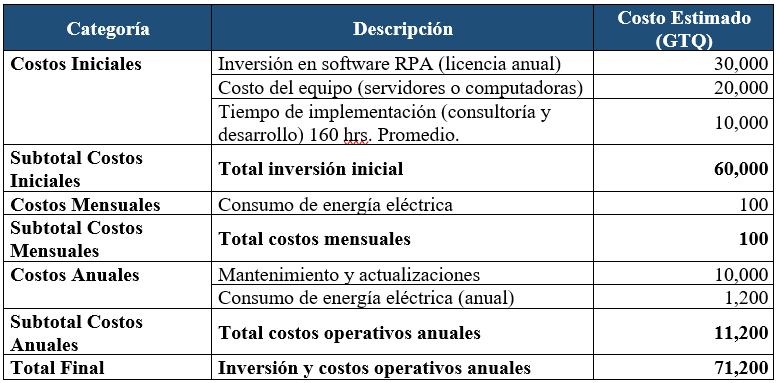 Categoría Descripción Costo Estimado
(GTQ)
Costos Iniciales Inversión en software RPA (licencia anual) 30,000
Costo del equipo (servidores o computadoras) 20,000
Tiempo de implementación (consultoría y
desarrollo) 160 hrs. Promedio. 10,000
Subtotal Costos
Iniciales Total inversión inicial 60,000
Costos Mensuales Consumo de energía eléctrica 100
Subtotal Costos
Mensuales Total costos mensuales 100
Costos Anuales Mantenimiento y actualizaciones 10,000
Consumo de energía eléctrica (anual) 1,200
Subtotal Costos
Anuales Total costos operativos anuales 11,200
Total Final Inversión y costos operativos anuales 71,200